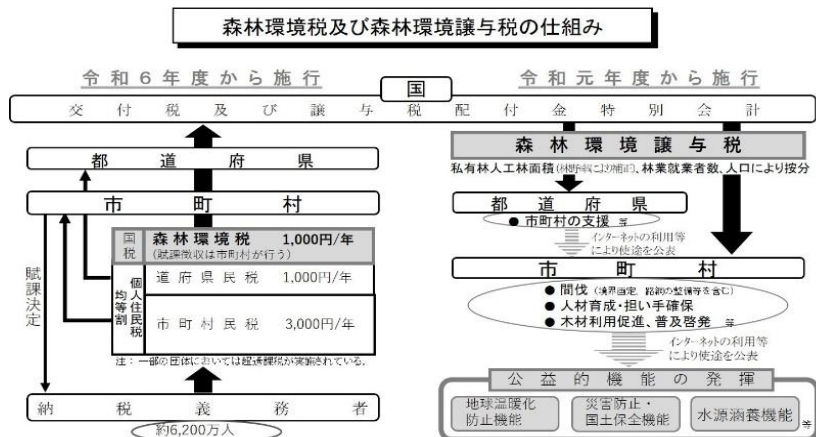 森林環境税及び森林環境譲与税の仕組み
令和6年度から施行
国
令和元年度から施行
交付税及び譲与税配付金特別会計
都道府県
市町村
国税
森林環境税 1,000円/年
(賦課徴収は市町村が行う)
個人住民税均等割
道府県民税 1,000円/年
市町村民税 3,000円/年
注：一部の団体においては超過課税が実施されている。
賦課決定
納税義務者
約6,200万人
森林環境譲与税
私有林人工林面積(林野率により補正)、林業就業者数、人口により按分
都道府県
● 市町村の支援 等
インターネットの利用等
により使途を公表
市町村
● 間伐(境界画定、路網の整備等を含む)
● 人材育成・担い手確保
● 木材利用促進、普及啓発 等
インターネットの利用等
により使途を公表
公益的機能の発揮
地球温暖化
防止機能
災害防止・
国土保全機能
水源涵養機能
等